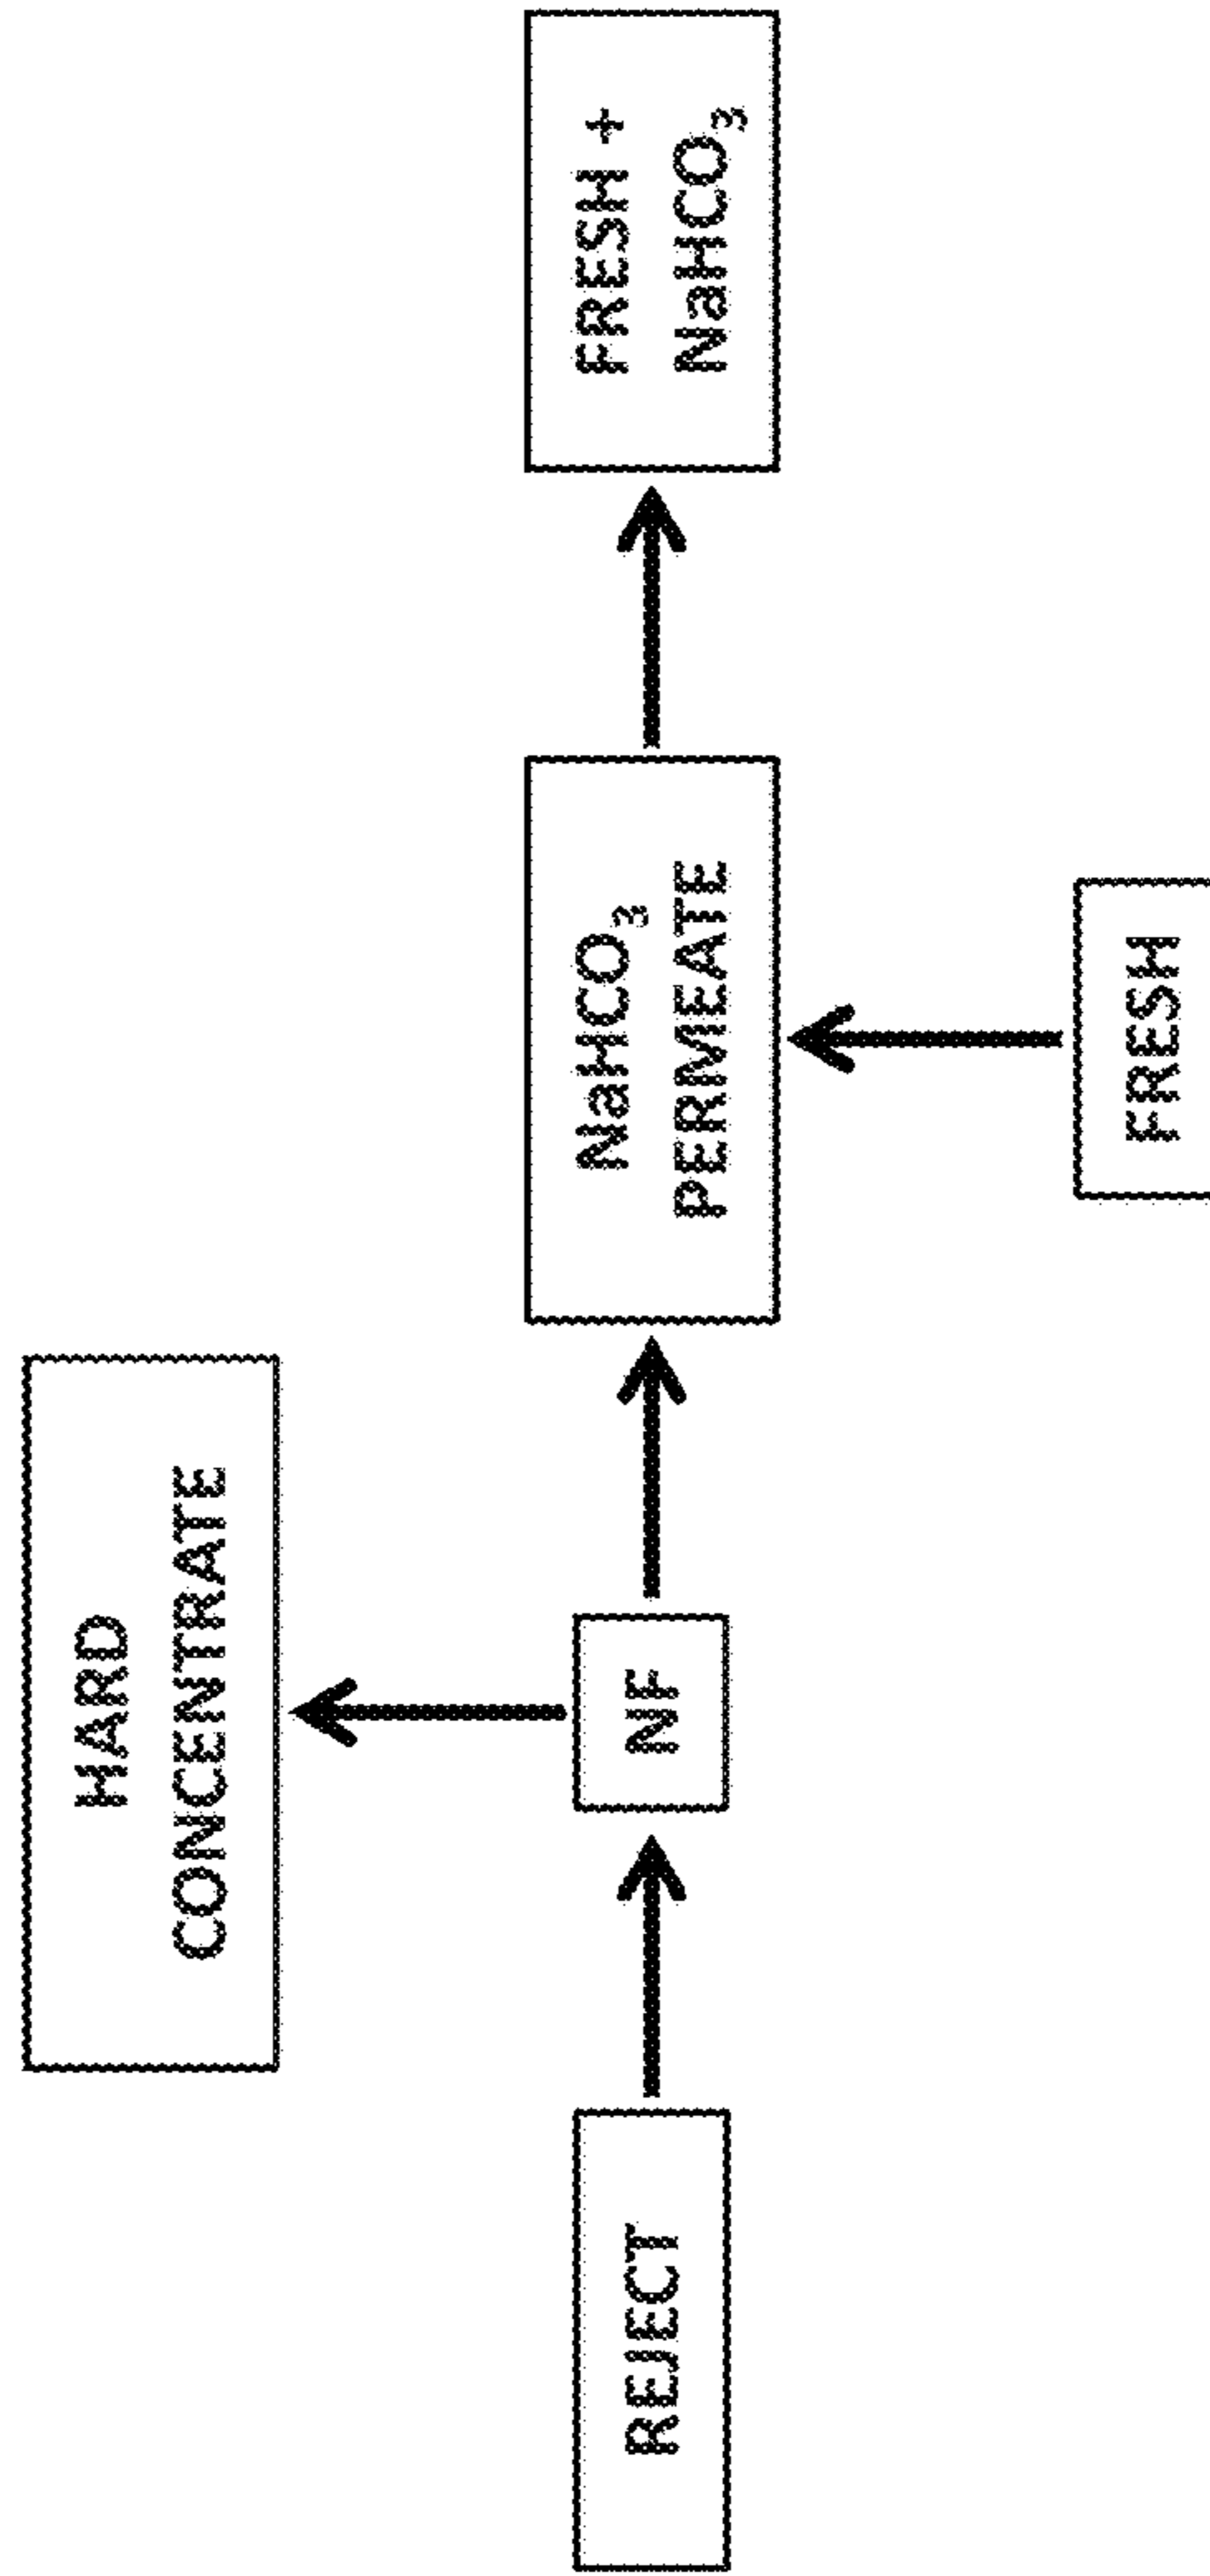 HARD
CONCENTRATE
REJECT
NF
NaHCO₃
PERMEATE
FRESH +
NaHCO₃
FRESH